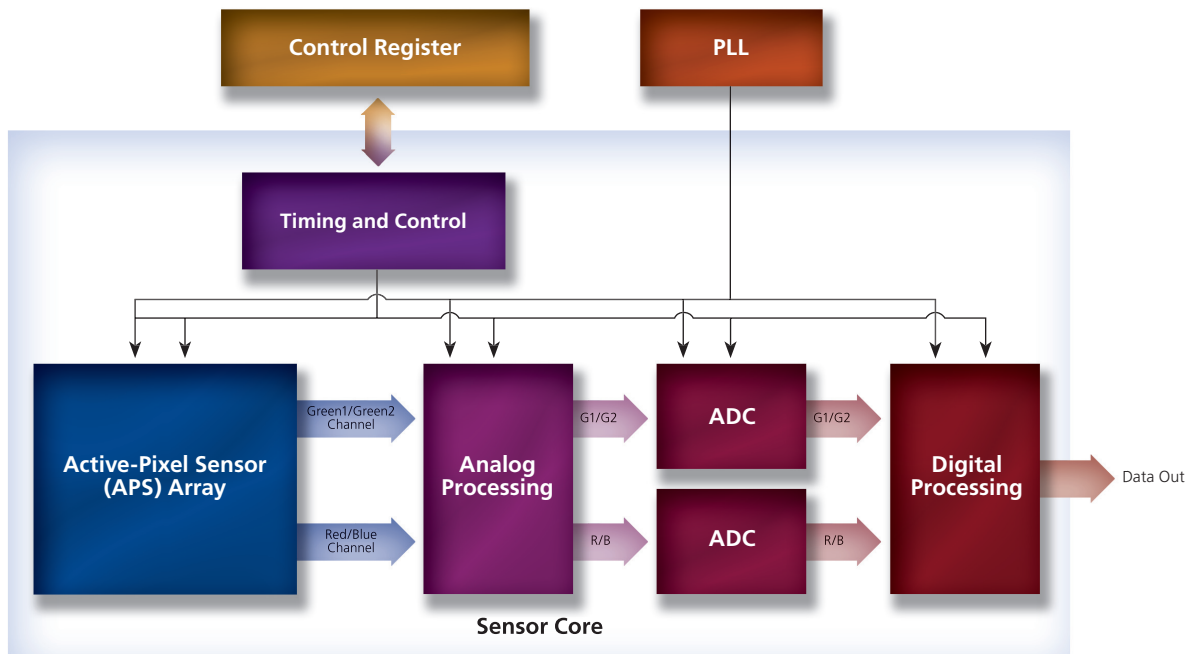 Control Register
PLL
Timing and Control
Green1/Green2
Channel
G1/G2
ADC
G1/G2
Active-Pixel Sensor
(APS) Array
Analog
Processing
Digital
Processing
Data Out
Red/Blue
Channel
R/B
ADC
R/B
Sensor Core